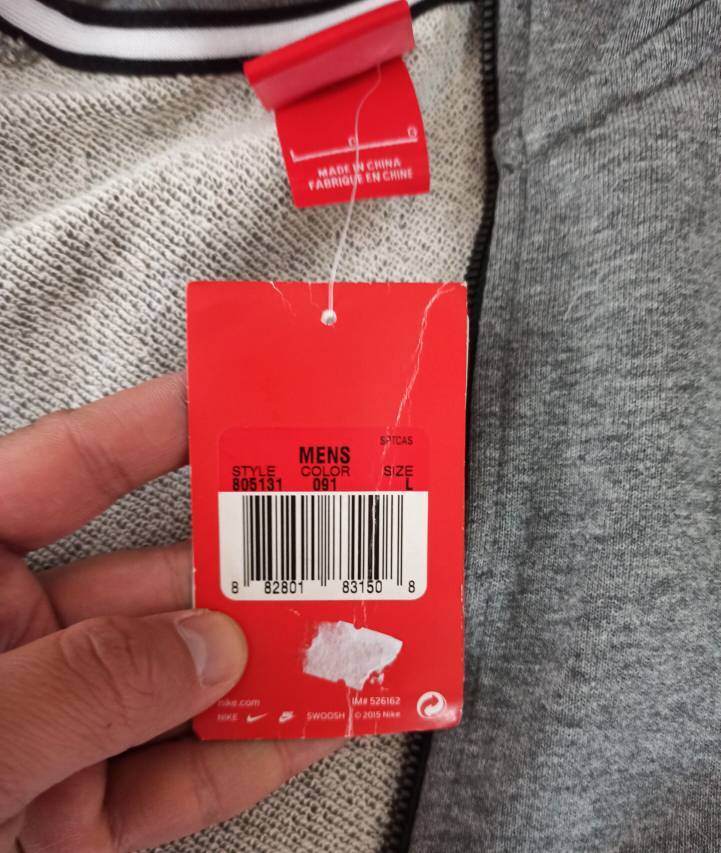 L G G
MADE IN CHINA
FABRIQUÉ EN CHINE
SPTCAS
MENS
STYLE COLOR SIZE
805131 091 L
8 82801 83150 8
nike.com IM# 526162
NIKE SWOOSH © 2015 Nike